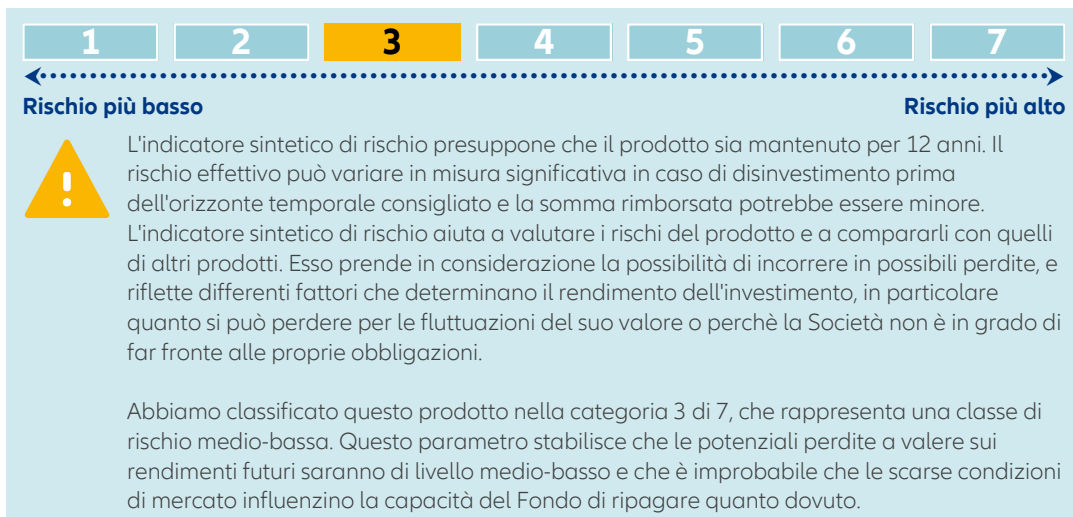 1 2 3 4 5 6 7
Rischio più basso Rischio più alto
L'indicatore sintetico di rischio presuppone che il prodotto sia mantenuto per 12 anni. Il
rischio effettivo può variare in misura significativa in caso di disinvestimento prima
dell'orizzonte temporale consigliato e la somma rimborsata potrebbe essere minore.
L'indicatore sintetico di rischio aiuta a valutare i rischi del prodotto e a compararli con quelli
di altri prodotti. Esso prende in considerazione la possibilità di incorrere in possibili perdite, e
riflette differenti fattori che determinano il rendimento dell'investimento, in particolare
quanto si può perdere per le fluttuazioni del suo valore o perchè la Società non è in grado di
far fronte alle proprie obbligazioni.
Abbiamo classificato questo prodotto nella categoria 3 di 7, che rappresenta una classe di
rischio medio-bassa. Questo parametro stabilisce che le potenziali perdite a valere sui
rendimenti futuri saranno di livello medio-basso e che è improbabile che le scarse condizioni
di mercato influenzino la capacità del Fondo di ripagare quanto dovuto.